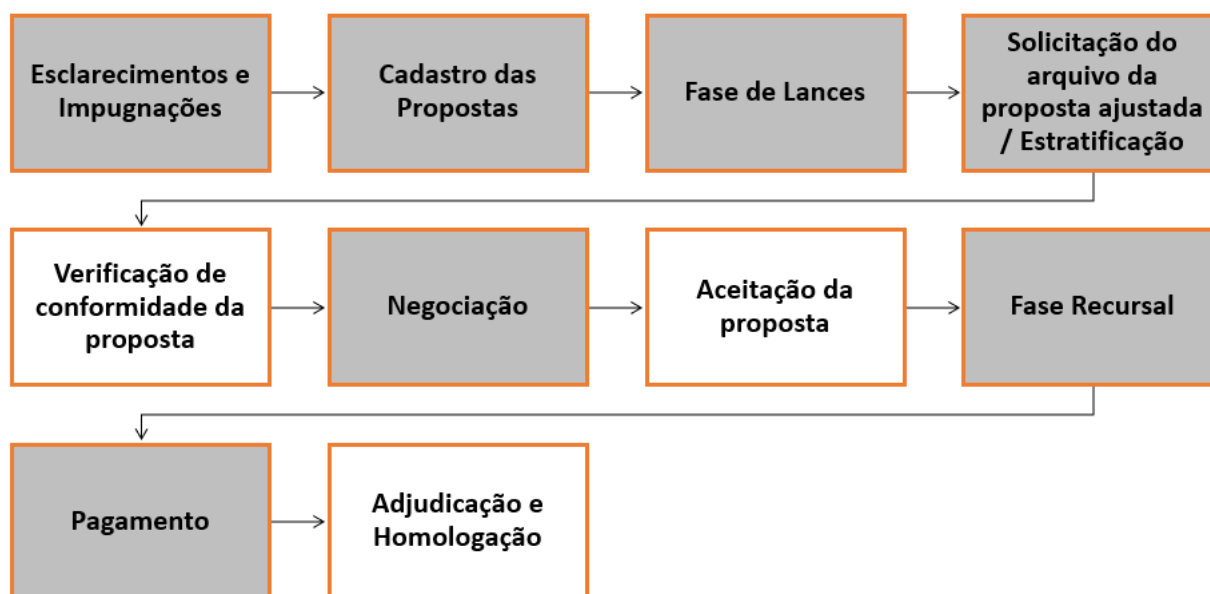 Esclarecimentos e
Impugnações
Cadastro das
Propostas
Fase de Lances
Solicitação do
arquivo da
proposta ajustada
/ Estratificação
Verificação de
conformidade da
proposta
Negociação
Aceitação da
proposta
Fase Recursal
Pagamento
Adjudicação e
Homologação